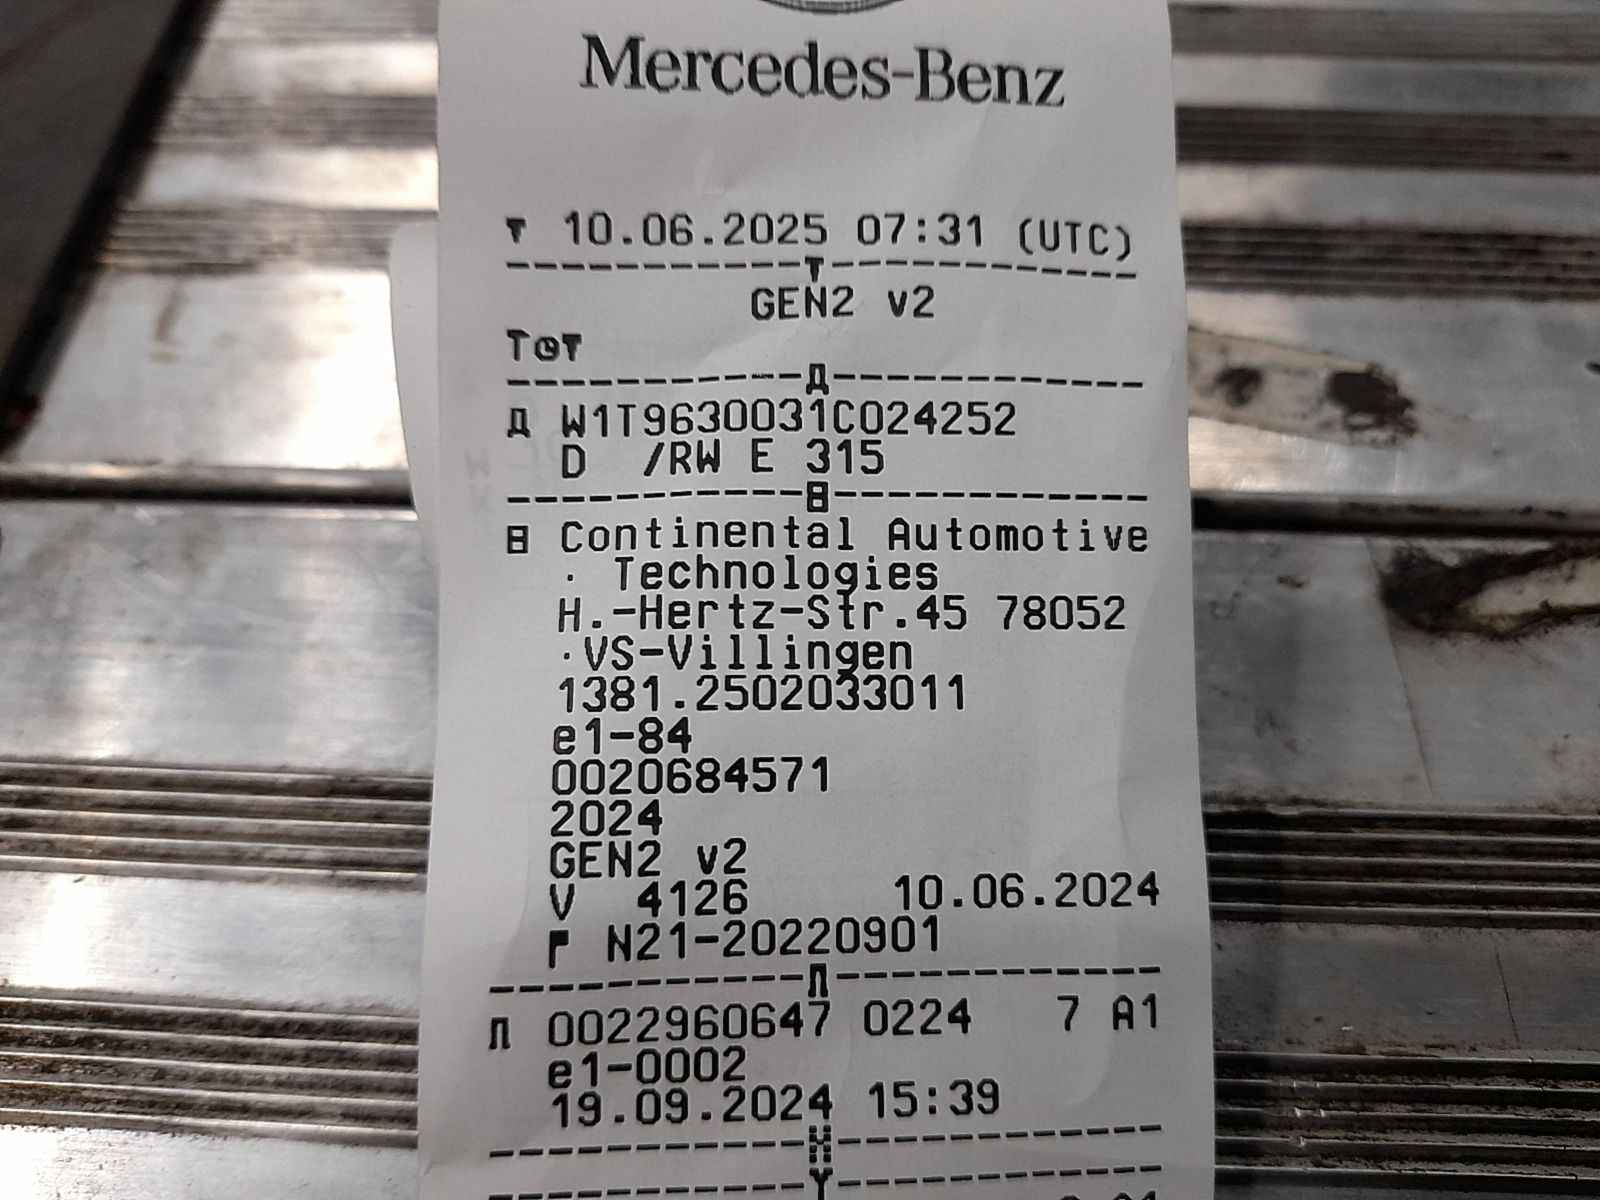 Mercedes-Benz
▼ 10.06.2025 07:31 (UTC)
-----------▼-----------
GEN2 v2
T⊙▼
-----------Д-----------
Д W1T9630031C024252
D /RW E 315
-----------B-----------
B Continental Automotive
. Technologies
H.-Hertz-Str.45 78052
.VS-Villingen
1381.2502033011
e1-84
0020684571
2024
GEN2 v2
V 4126 10.06.2024
┏ N21-20220901
-----------Л-----------
Л 0022960647 0224 7 A1
e1-0002
19.09.2024 15:39